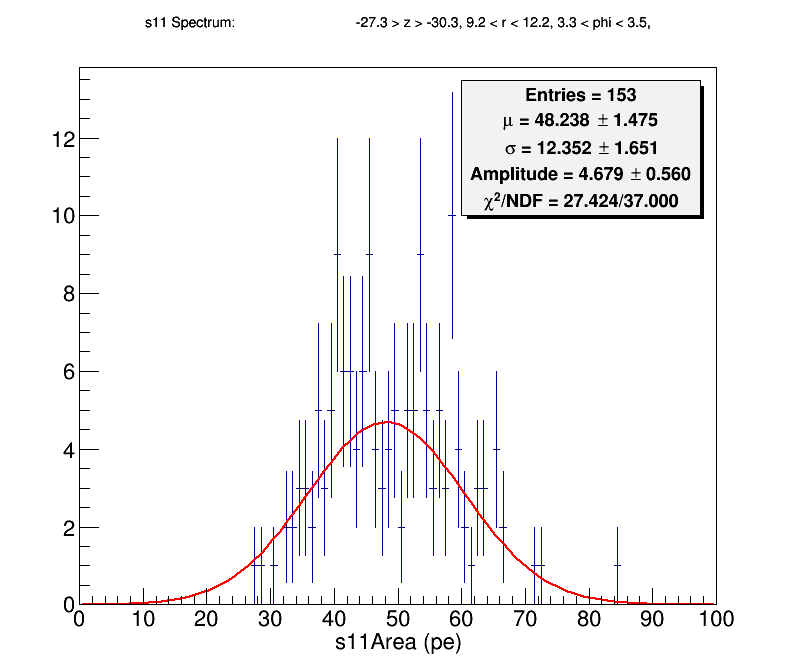 s11 Spectrum: -27.3 > z > -30.3, 9.2 < r < 12.2, 3.3 < phi < 3.5,
Entries = 153
μ = 48.238 ± 1.475
σ = 12.352 ± 1.651
Amplitude = 4.679 ± 0.560
χ²/NDF = 27.424/37.000
12
10
8
6
4
2
0
0 10 20 30 40 50 60 70 80 90 100
s11Area (pe)